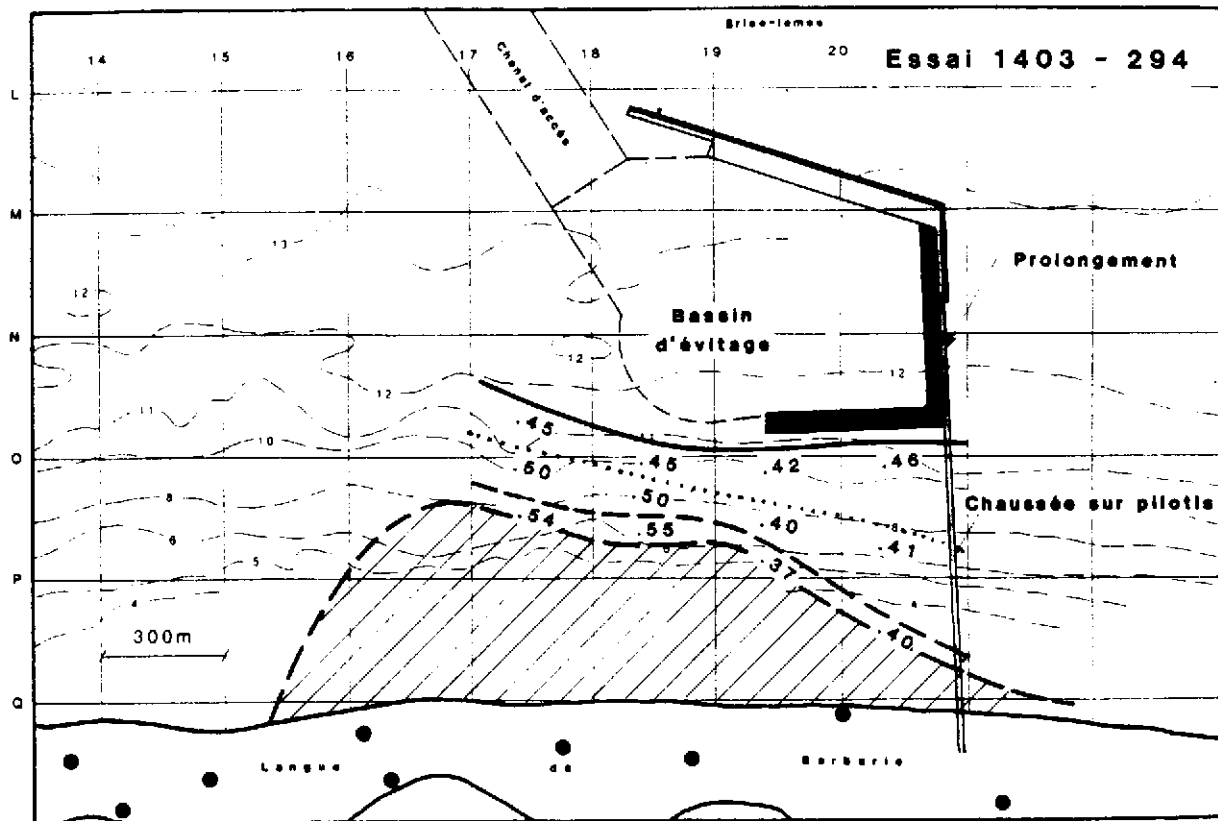 Brise-lames
14 15 16 17 18 19 20
Essai 1403 - 294
Chenal d'accès
L
M
13
Prolongement
12
Bassin
d'évitage
N
12
12
12
11
.45
10
O
.50
.45
.42
.46
8
.50
Chaussée sur pilotis
.54
.55
.40
8
6
.41
5
.37
P
4
300m
.40
Q
Langue de Barbarie